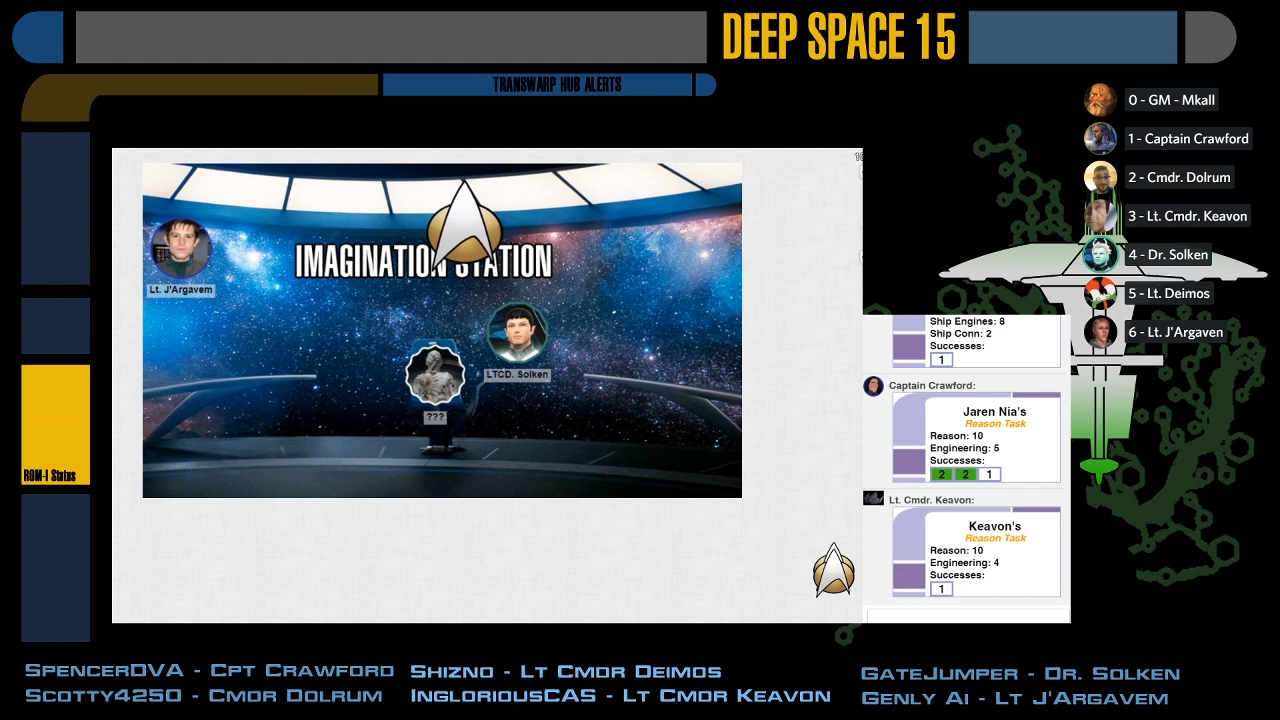 DEEP SPACE 15
TRANSWARP HUB ALERTS
0 - GM - Mkall
1 - Captain Crawford
2 - Cmdr. Dolrum
3 - Lt. Cmdr. Keavon
4 - Dr. Solken
5 - Lt. Deimos
6 - Lt. J'Argaven
IMAGINATION STATION
Lt. J'Argavem
LTCD. Solken
???
Ship Engines: 8
Ship Conn: 2
Successes:
1
Captain Crawford:
Jaren Nia's
Reason Task
Reason: 10
Engineering: 5
Successes:
2 2 1
Lt. Cmdr. Keavon:
Keavon's
Reason Task
Reason: 10
Engineering: 4
Successes:
1
ROM-I Status
SpencerDVA - Cpt Crawford
Shizno - Lt Cmdr Deimos
GateJumper - Dr. Solken
Scotty4250 - Cmdr Dolrum
IngloriousCAS - Lt Cmdr Keavon
Genly Ai - Lt J'Argavem